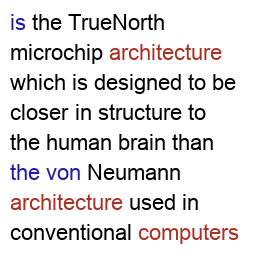 is the TrueNorth
microchip architecture
which is designed to be
closer in structure to
the human brain than
the von Neumann
architecture used in
conventional computers